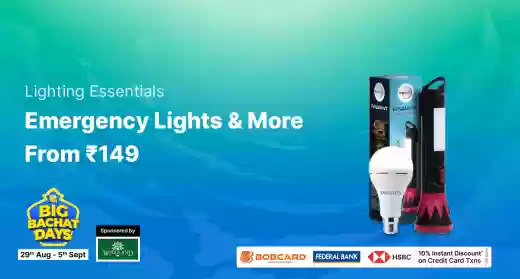 Lighting Essentials
Emergency Lights & More
From ₹149
BIG
BACHAT
DAYS
29th Aug - 5th Sept
Sponsored by
PHILIPS
BOBCARD
FEDERAL BANK
HSBC
10% Instant Discount*
on Credit Card Txns